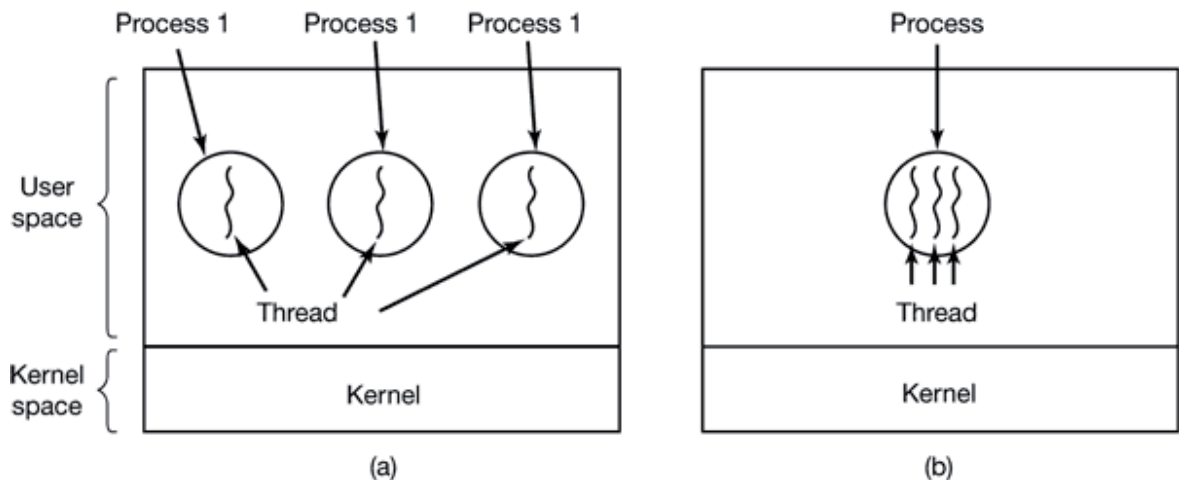 Process 1
Process 1
Process 1
Process
User
space
Thread
Thread
Kernel
space
Kernel
Kernel
(a)
(b)